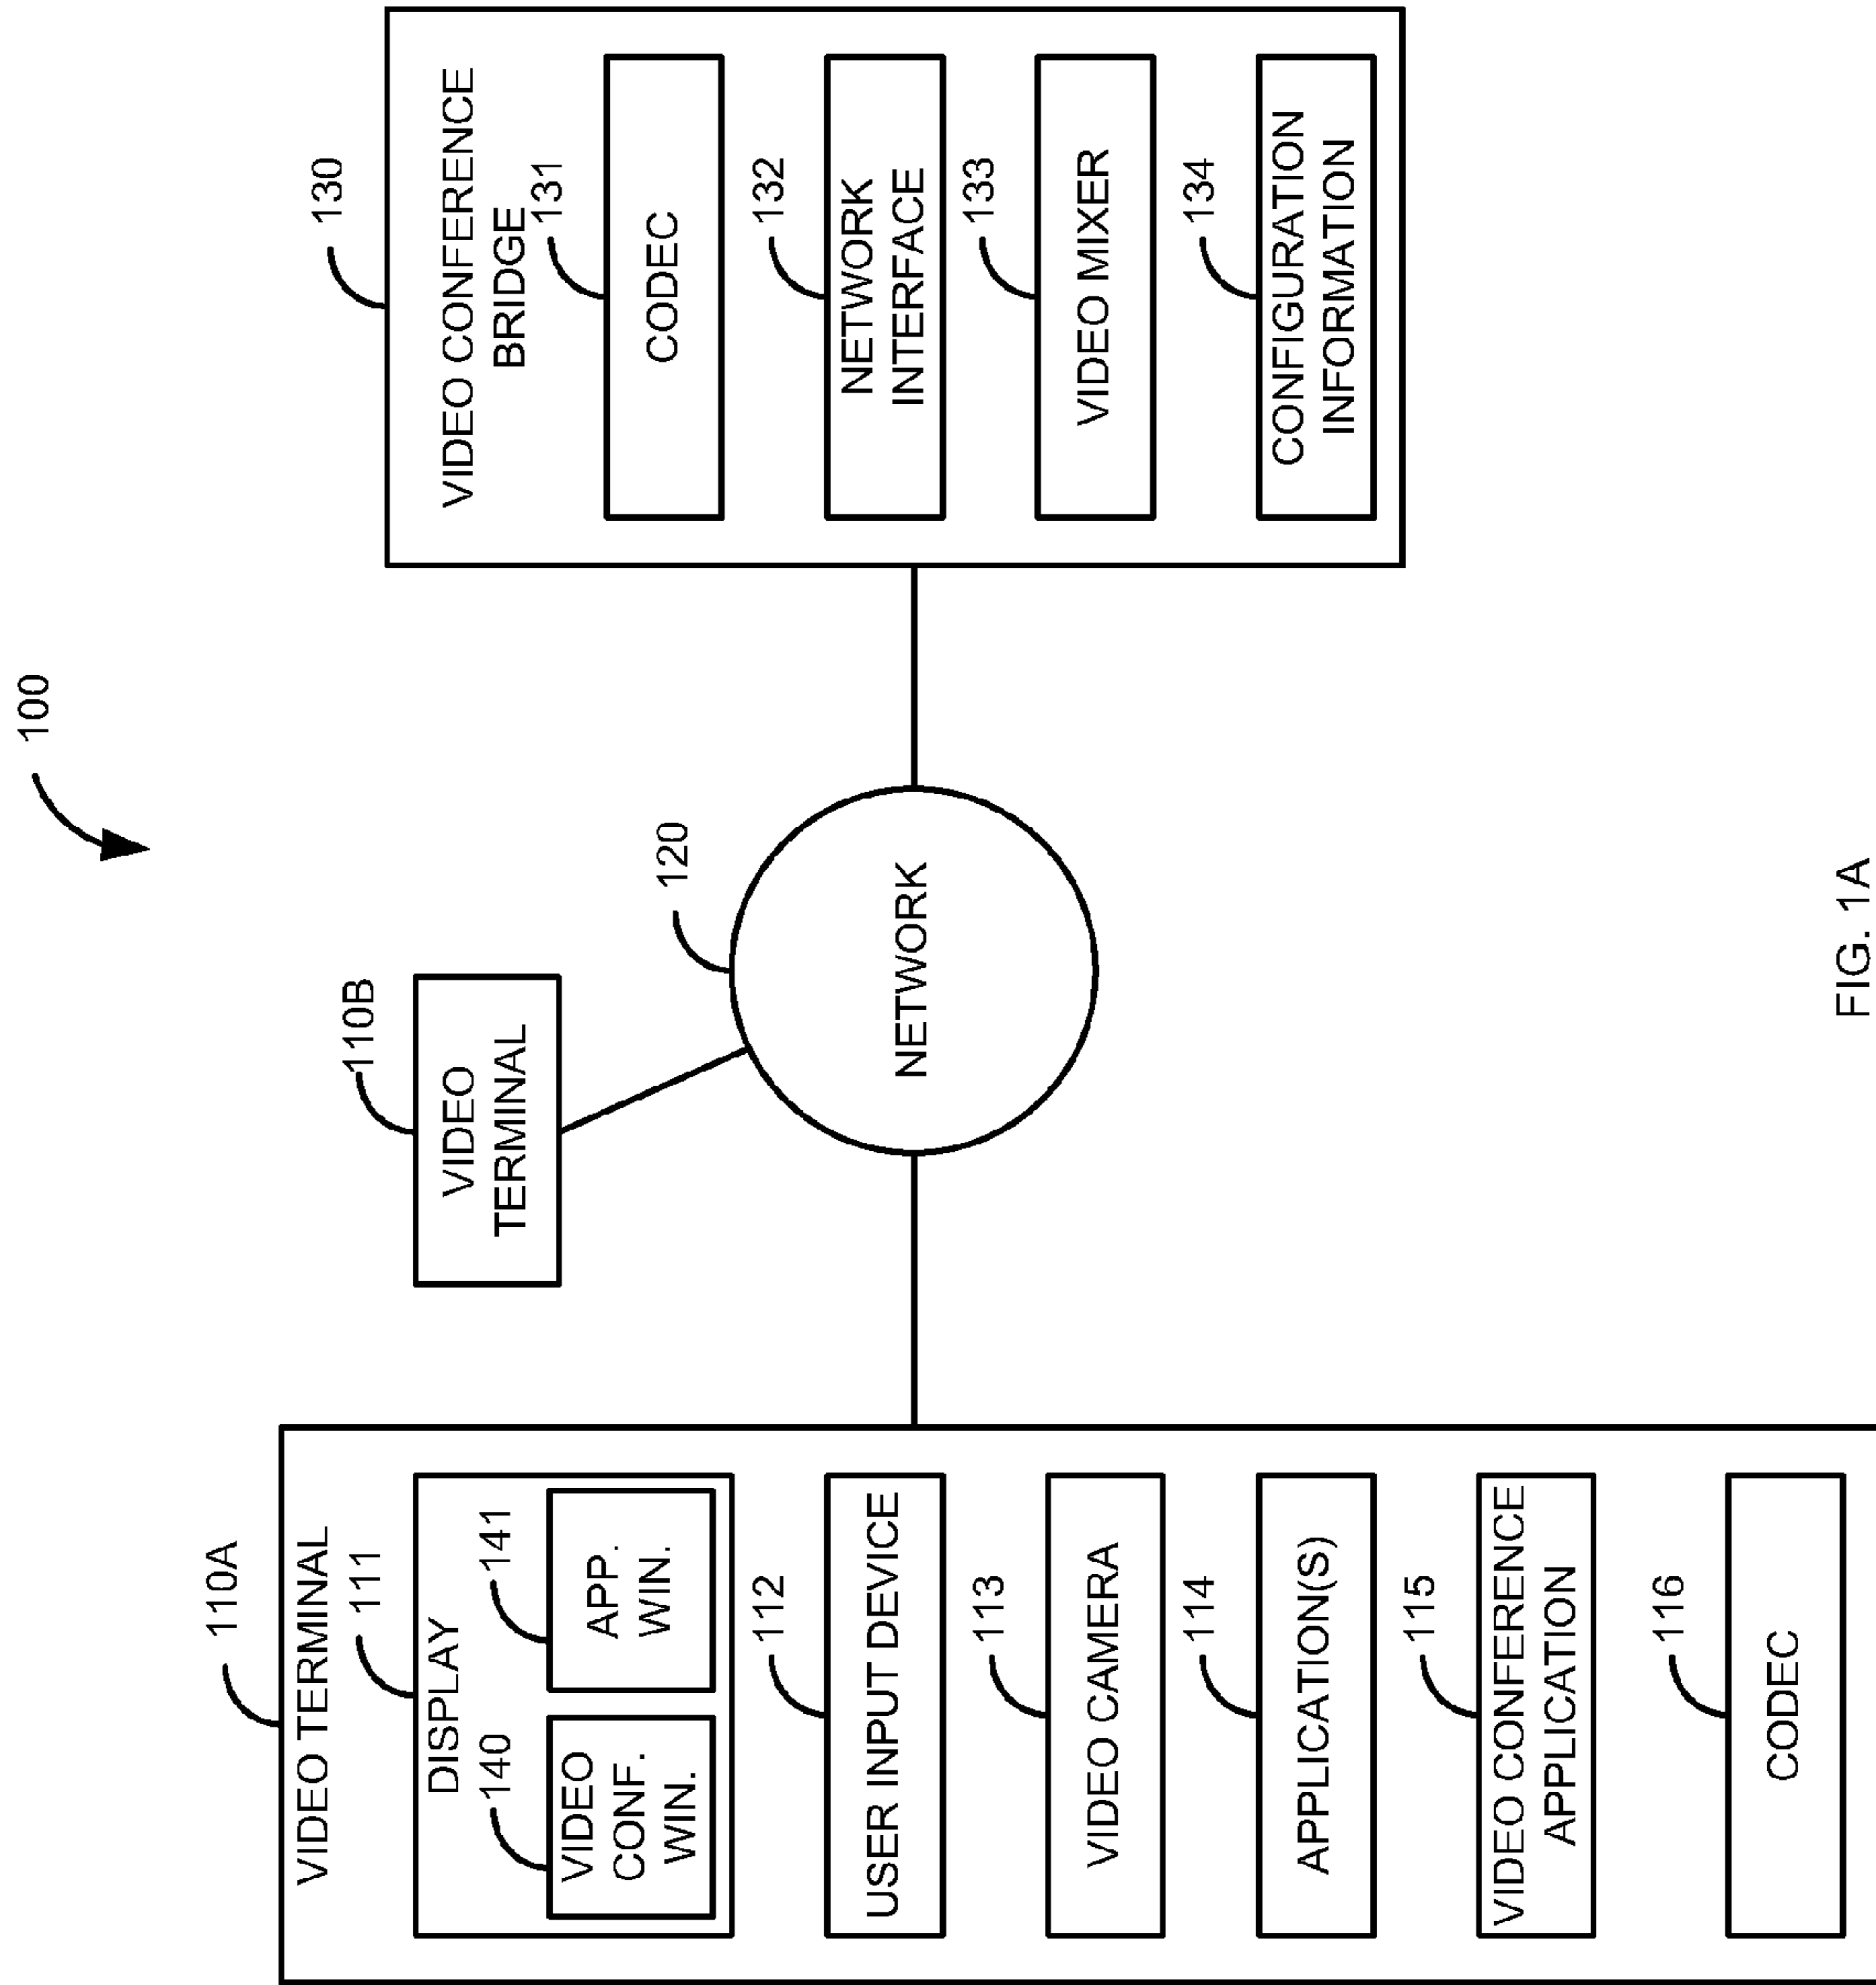 100
110A
VIDEO TERMINAL
111
DISPLAY
140
VIDEO
CONF.
WIN.
141
APP.
WIN.
112
USER INPUT DEVICE
113
VIDEO CAMERA
114
APPLICATION(S)
115
VIDEO CONFERENCE
APPLICATION
116
CODEC
110B
VIDEO
TERMINAL
120
NETWORK
130
VIDEO CONFERENCE
BRIDGE
131
CODEC
132
NETWORK
INTERFACE
133
VIDEO MIXER
134
CONFIGURATION
INFORMATION
FIG. 1A